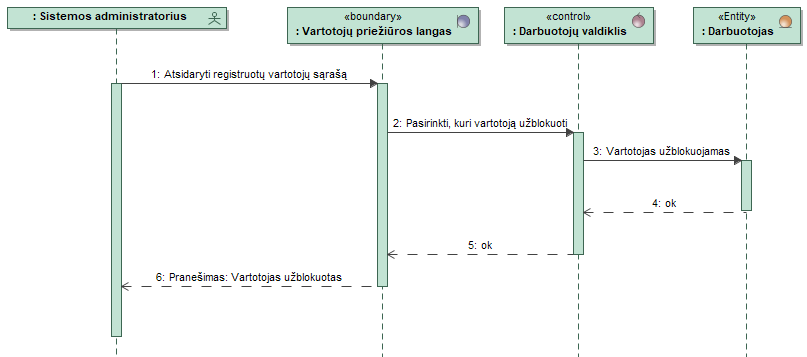 : Sistemos administratorius
«boundary»
: Vartotojų priežiūros langas
«control»
: Darbuotojų valdiklis
«Entity»
: Darbuotojas
1: Atsidaryti registruotų vartotojų sąrašą
2: Pasirinkti, kuri vartotoją užblokuoti
3: Vartotojas užblokuojamas
4: ok
5: ok
6: Pranešimas: Vartotojas užblokuotas